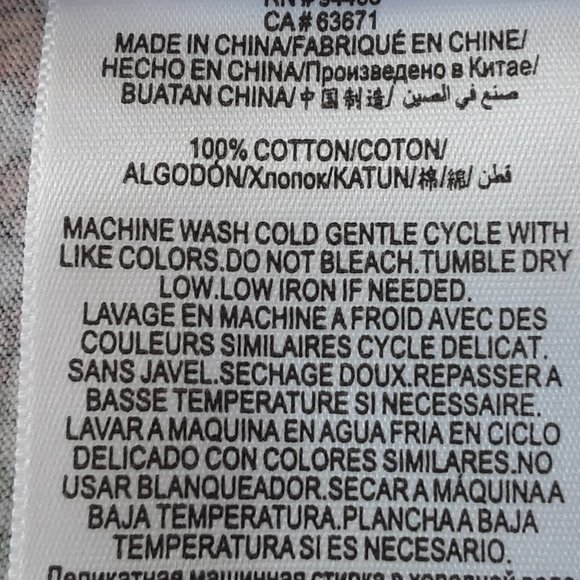 CA# 63671
MADE IN CHINA/FABRIQUÉ EN CHINE/
HECHO EN CHINA/Произведено в Китае/
BUATAN CHINA/中国制造/ صنع في الصين
100% COTTON/COTON/
ALGODÓN/Хлопок/KATUN/棉/綿/ قطن
MACHINE WASH COLD GENTLE CYCLE WITH
LIKE COLORS.DO NOT BLEACH.TUMBLE DRY
LOW.LOW IRON IF NEEDED.
LAVAGE EN MACHINE A FROID AVEC DES
COULEURS SIMILAIRES CYCLE DELICAT.
SANS JAVEL.SECHAGE DOUX.REPASSER A
BASSE TEMPERATURE SI NECESSAIRE.
LAVAR A MAQUINA EN AGUA FRIA EN CICLO
DELICADO CON COLORES SIMILARES.NO
USAR BLANQUEADOR.SECAR A MÁQUINA A
BAJA TEMPERATURA.PLANCHA A BAJA
TEMPERATURA SI ES NECESARIO.
Деликатная машинная стирка в холодной